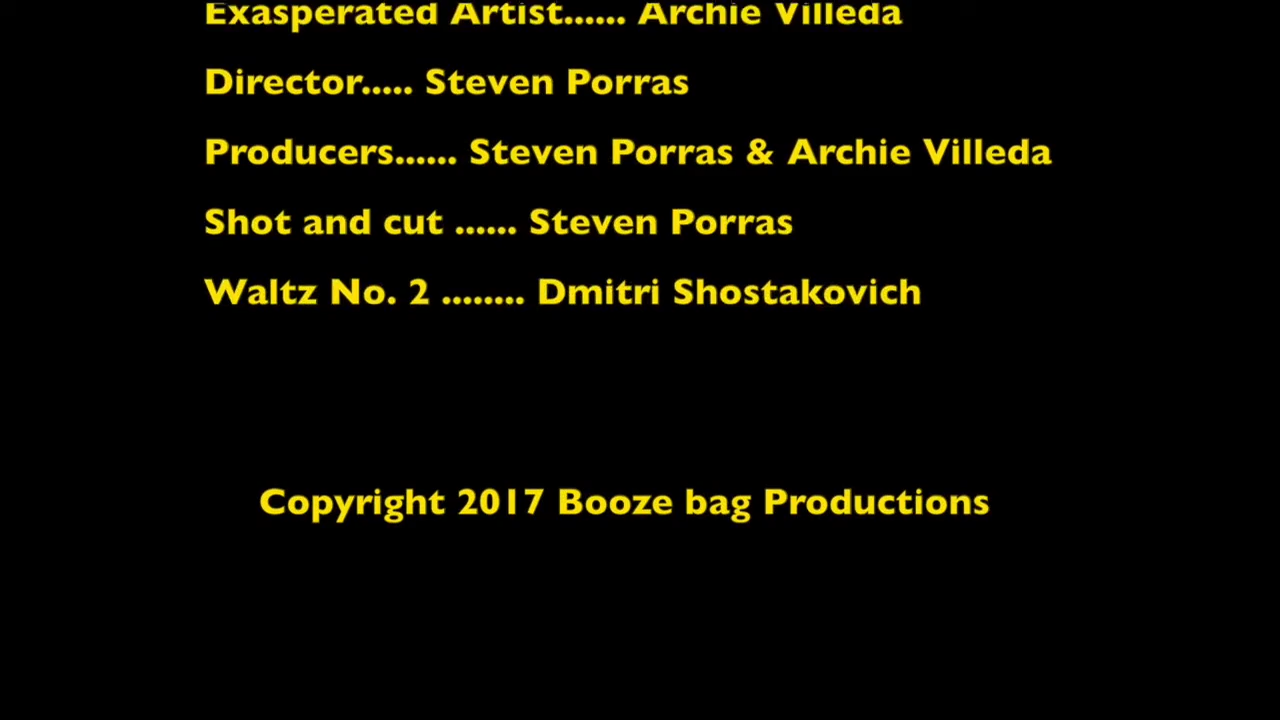 Exasperated Artist...... Archie Villeda
Director..... Steven Porras
Producers...... Steven Porras & Archie Villeda
Shot and cut ...... Steven Porras
Waltz No. 2 ........ Dmitri Shostakovich
Copyright 2017 Booze bag Productions